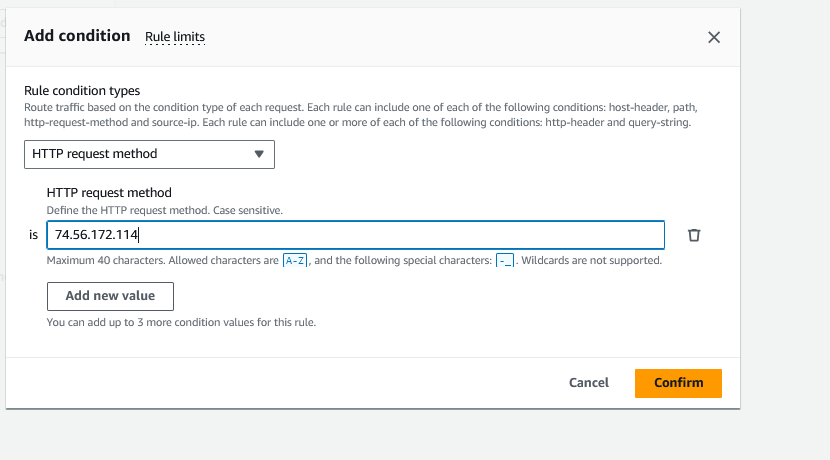 Add condition Rule limits
Rule condition types
Route traffic based on the condition type of each request. Each rule can include one of each of the following conditions: host-header, path,
http-request-method and source-ip. Each rule can include one or more of each of the following conditions: http-header and query-string.
HTTP request method
HTTP request method
Define the HTTP request method. Case sensitive.
is 74.56.172.114
Maximum 40 characters. Allowed characters are A-Z, and the following special characters: -_. Wildcards are not supported.
Add new value
You can add up to 3 more condition values for this rule.
Cancel Confirm